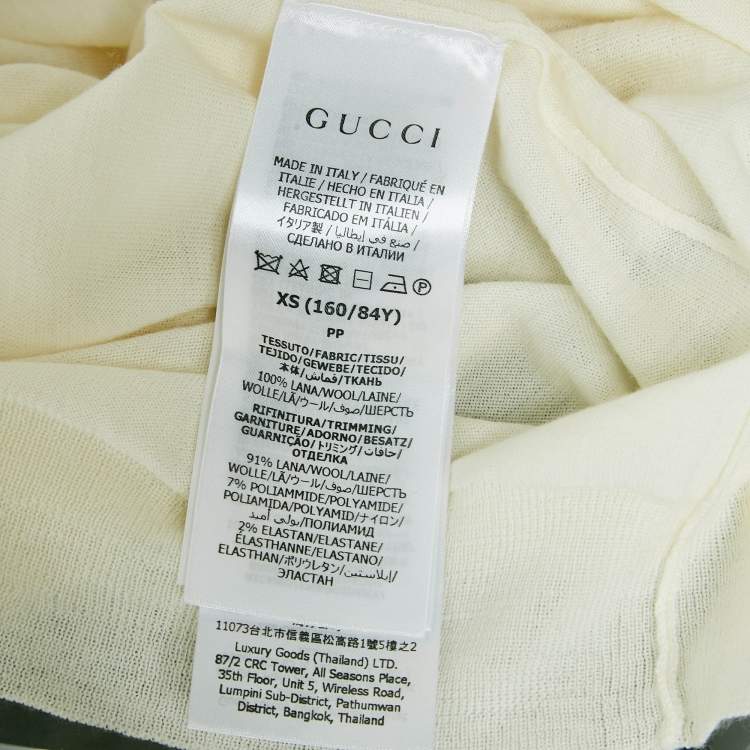 GUCCI
MADE IN ITALY / FABRIQUÉ EN
ITALIE / HECHO EN ITALIA /
HERGESTELLT IN ITALIEN /
FABRICADO EM ITÁLIA /
イタリア製 / صنع في إيطاليا /
СДЕЛАНО В ИТАЛИИ
P
XS (160/84Y)
PP
TESSUTO/FABRIC/TISSU/
TEJIDO/GEWEBE/TECIDO/
本体/قماش/ТКАНЬ
100% LANA/WOOL/LAINE/
WOLLE/LÃ/ウール/صوف/ШЕРСТЬ
RIFINITURA/TRIMMING/
GARNITURE/ADORNO/BESATZ/
GUARNIÇÃO/トリミング/حافات/
ОТДЕЛКА
91% LANA/WOOL/LAINE/
WOLLE/LÃ/ウール/صوف/ШЕРСТЬ
7% POLIAMMIDE/POLYAMIDE/
POLIAMIDA/POLYAMID/ナイロン/
بولي أميد/ПОЛИАМИД
2% ELASTAN/ELASTANE/
ÉLASTHANNE/ELASTANO/
ELASTHAN/ポリウレタン/إيلاستين/
ЭЛАСТАН
11073台北市信義區松高路1號5樓之2
Luxury Goods (Thailand) LTD.
87/2 CRC Tower, All Seasons Place,
35th Floor, Unit 5, Wireless Road,
Lumpini Sub-District, Pathumwan
District, Bangkok, Thailand